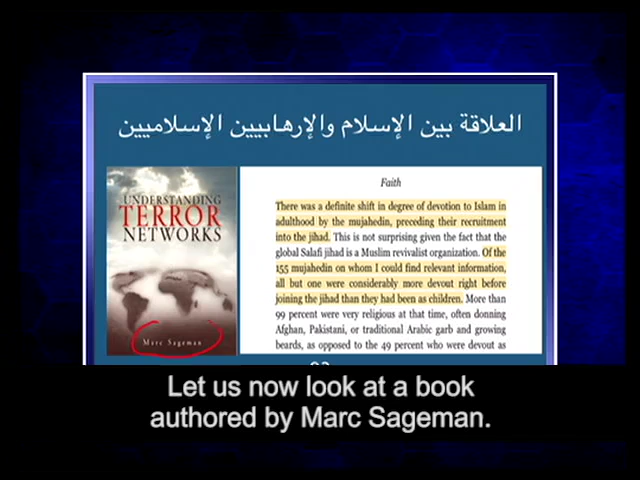 العلاقة بين الإسلام والإرهابيين الإسلاميين
UNDERSTANDING
TERROR
NETWORKS
Marc Sageman
Faith
There was a definite shift in degree of devotion to Islam in
adulthood by the mujahedin, preceding their recruitment
into the jihad. This is not surprising given the fact that the
global Salafi jihad is a Muslim revivalist organization. Of the
155 mujahedin on whom I could find relevant information,
all but one were considerably more devout right before
joining the jihad than they had been as children. More than
99 percent were very religious at that time, often donning
Afghan, Pakistani, or traditional Arabic garb and growing
beards, as opposed to the 49 percent who were devout as
Let us now look at a book
authored by Marc Sageman.